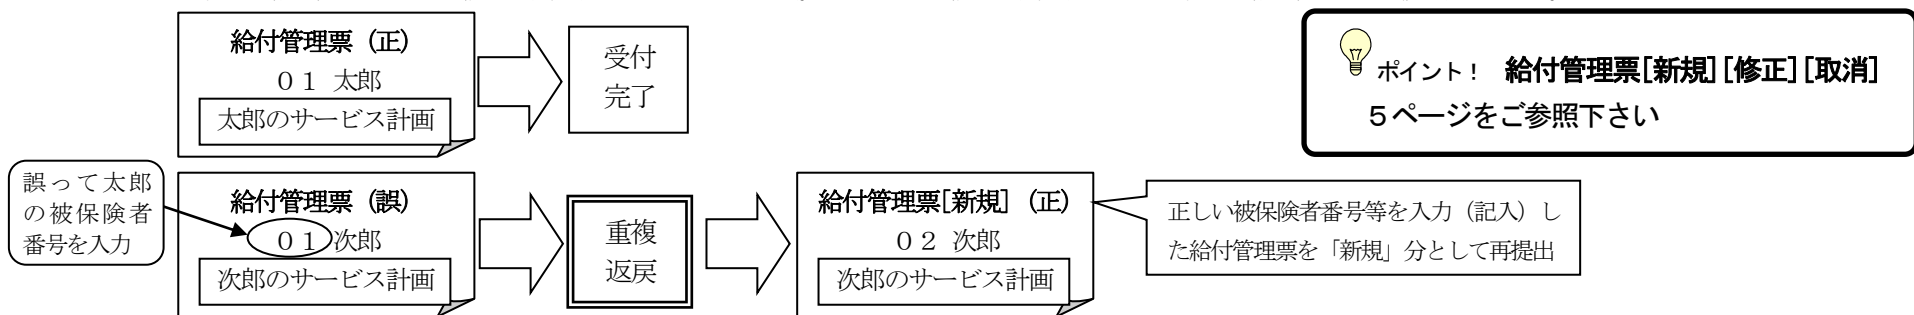 給付管理票（正）
０１ 太郎
太郎のサービス計画
受付
完了
ポイント！ 給付管理票[新規][修正][取消]
５ページをご参照下さい
誤って太郎
の被保険者
番号を入力
給付管理票（誤）
０１ 次郎
次郎のサービス計画
重複
返戻
給付管理票[新規]（正）
０２ 次郎
次郎のサービス計画
正しい被保険者番号等を入力（記入）し
た給付管理票を「新規」分として再提出